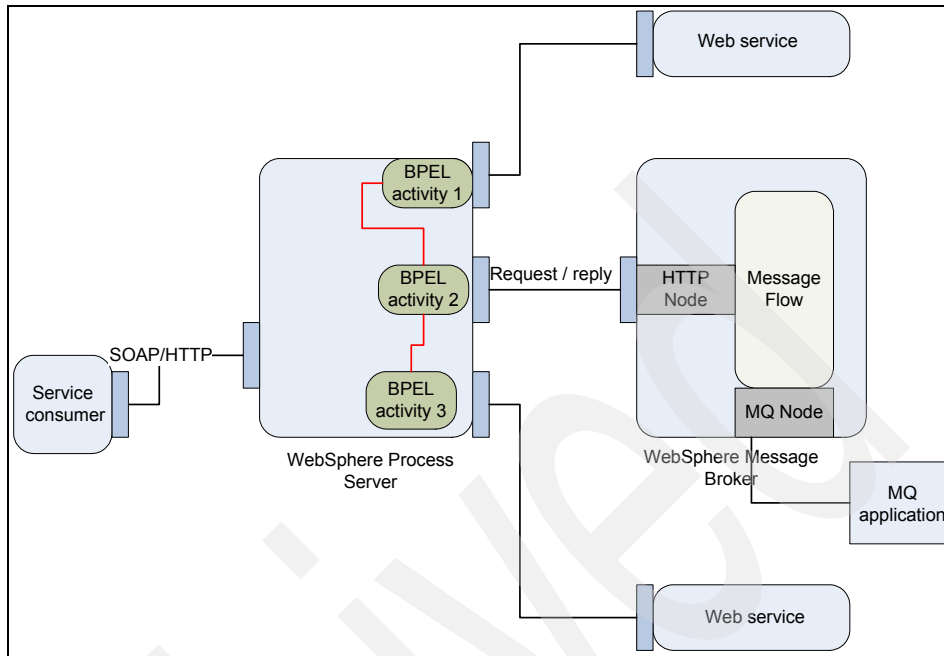 Web service
BPEL
activity 1
BPEL
activity 2
Request / reply
HTTP
Node
Message
Flow
SOAP/HTTP
Service
consumer
BPEL
activity 3
MQ Node
WebSphere Process
Server
WebSphere Message
Broker
MQ
application
Web service